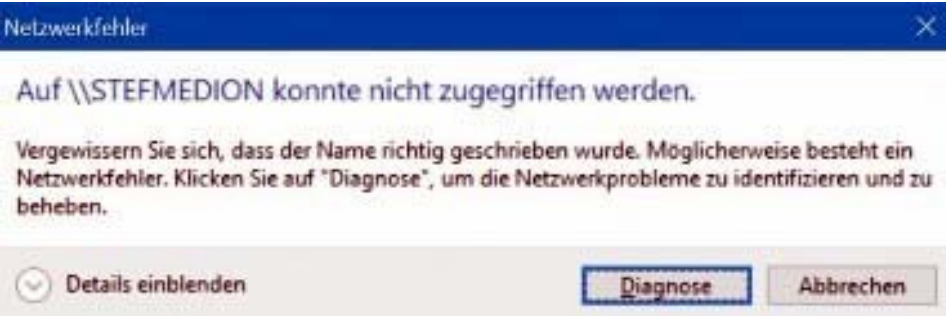 Netzwerkfehler
Auf \\STEFMEDION konnte nicht zugegriffen werden.
Vergewissern Sie sich, dass der Name richtig geschrieben wurde. Möglicherweise besteht ein
Netzwerkfehler. Klicken Sie auf "Diagnose", um die Netzwerkprobleme zu identifizieren und zu
beheben.
Details einblenden
Diagnose
Abbrechen